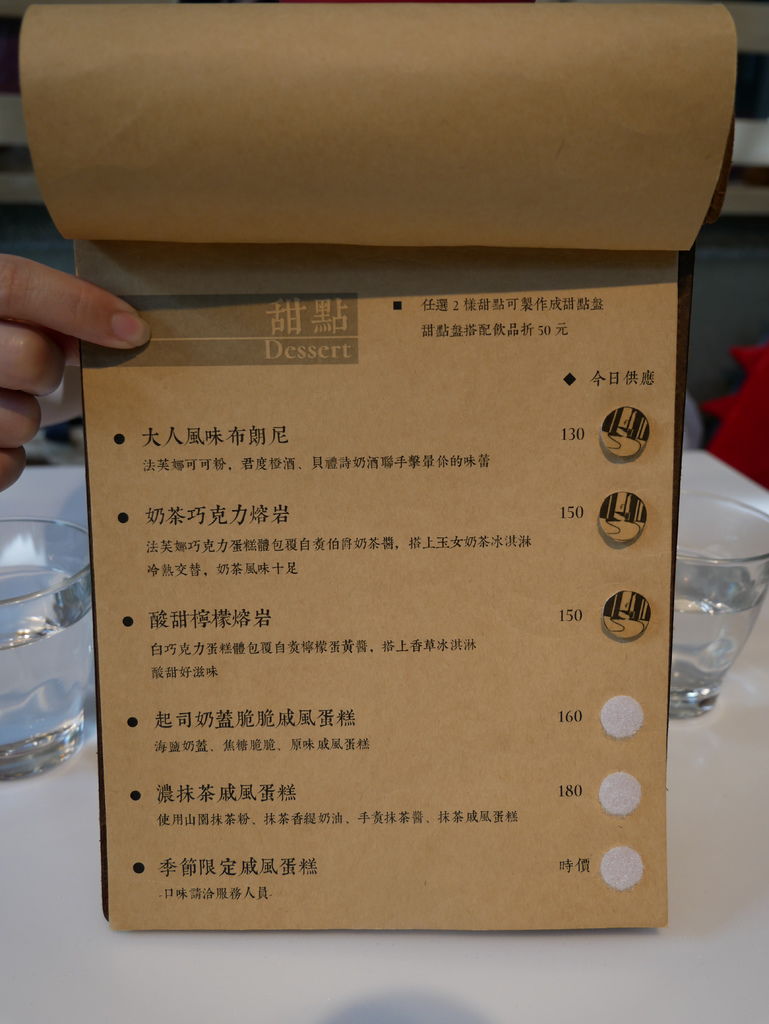 甜點
Dessert
■ 任選 2 樣甜點可製作成甜點盤
甜點盤搭配飲品折 50 元
◆ 今日供應
● 大人風味布朗尼 130
法芙娜可可粉，君度橙酒、貝禮詩奶酒聯手擊暈你的味蕾
● 奶茶巧克力熔岩 150
法芙娜巧克力蛋糕體包覆自煮伯爵奶茶醬，搭上玉女奶茶冰淇淋
冷熱交替，奶茶風味十足
● 酸甜檸檬熔岩 150
白巧克力蛋糕體包覆自煮檸檬蛋黃醬，搭上香草冰淇淋
酸甜好滋味
● 起司奶蓋脆脆戚風蛋糕 160
海鹽奶蓋、焦糖脆脆、原味戚風蛋糕
● 濃抹茶戚風蛋糕 180
使用山園抹茶粉、抹茶香緹奶油、手煮抹茶醬、抹茶戚風蛋糕
● 季節限定戚風蛋糕 時價
-口味請洽服務人員-